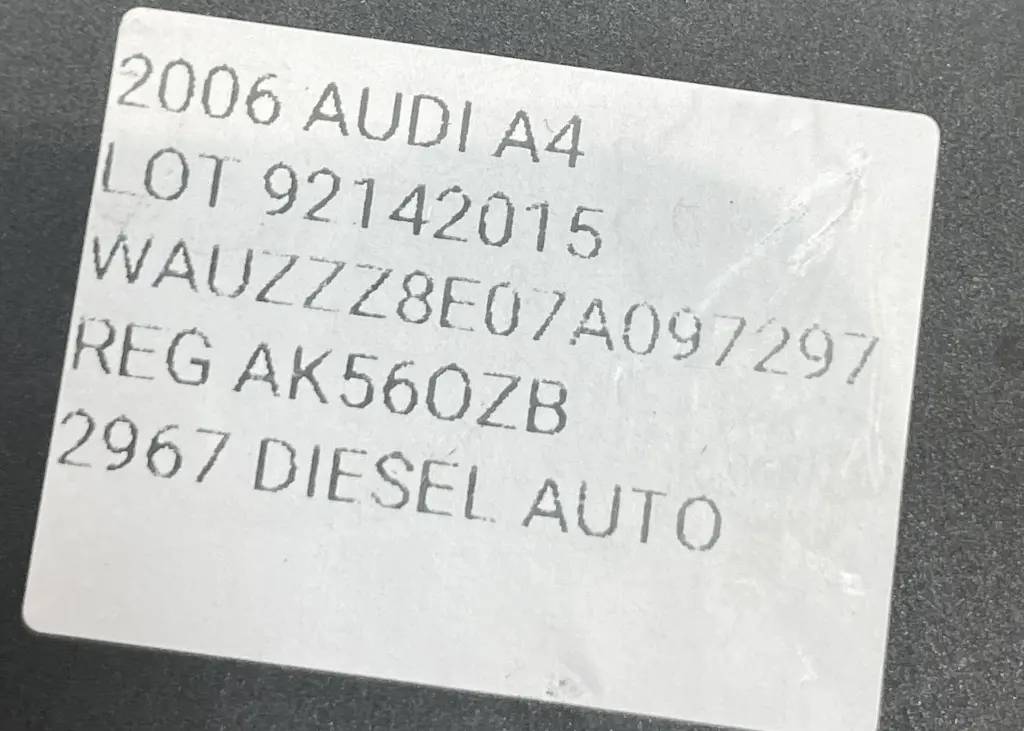 2006 AUDI A4
LOT 92142015
WAUZZZ8E07A097297
REG AK56OZB
2967 DIESEL AUTO